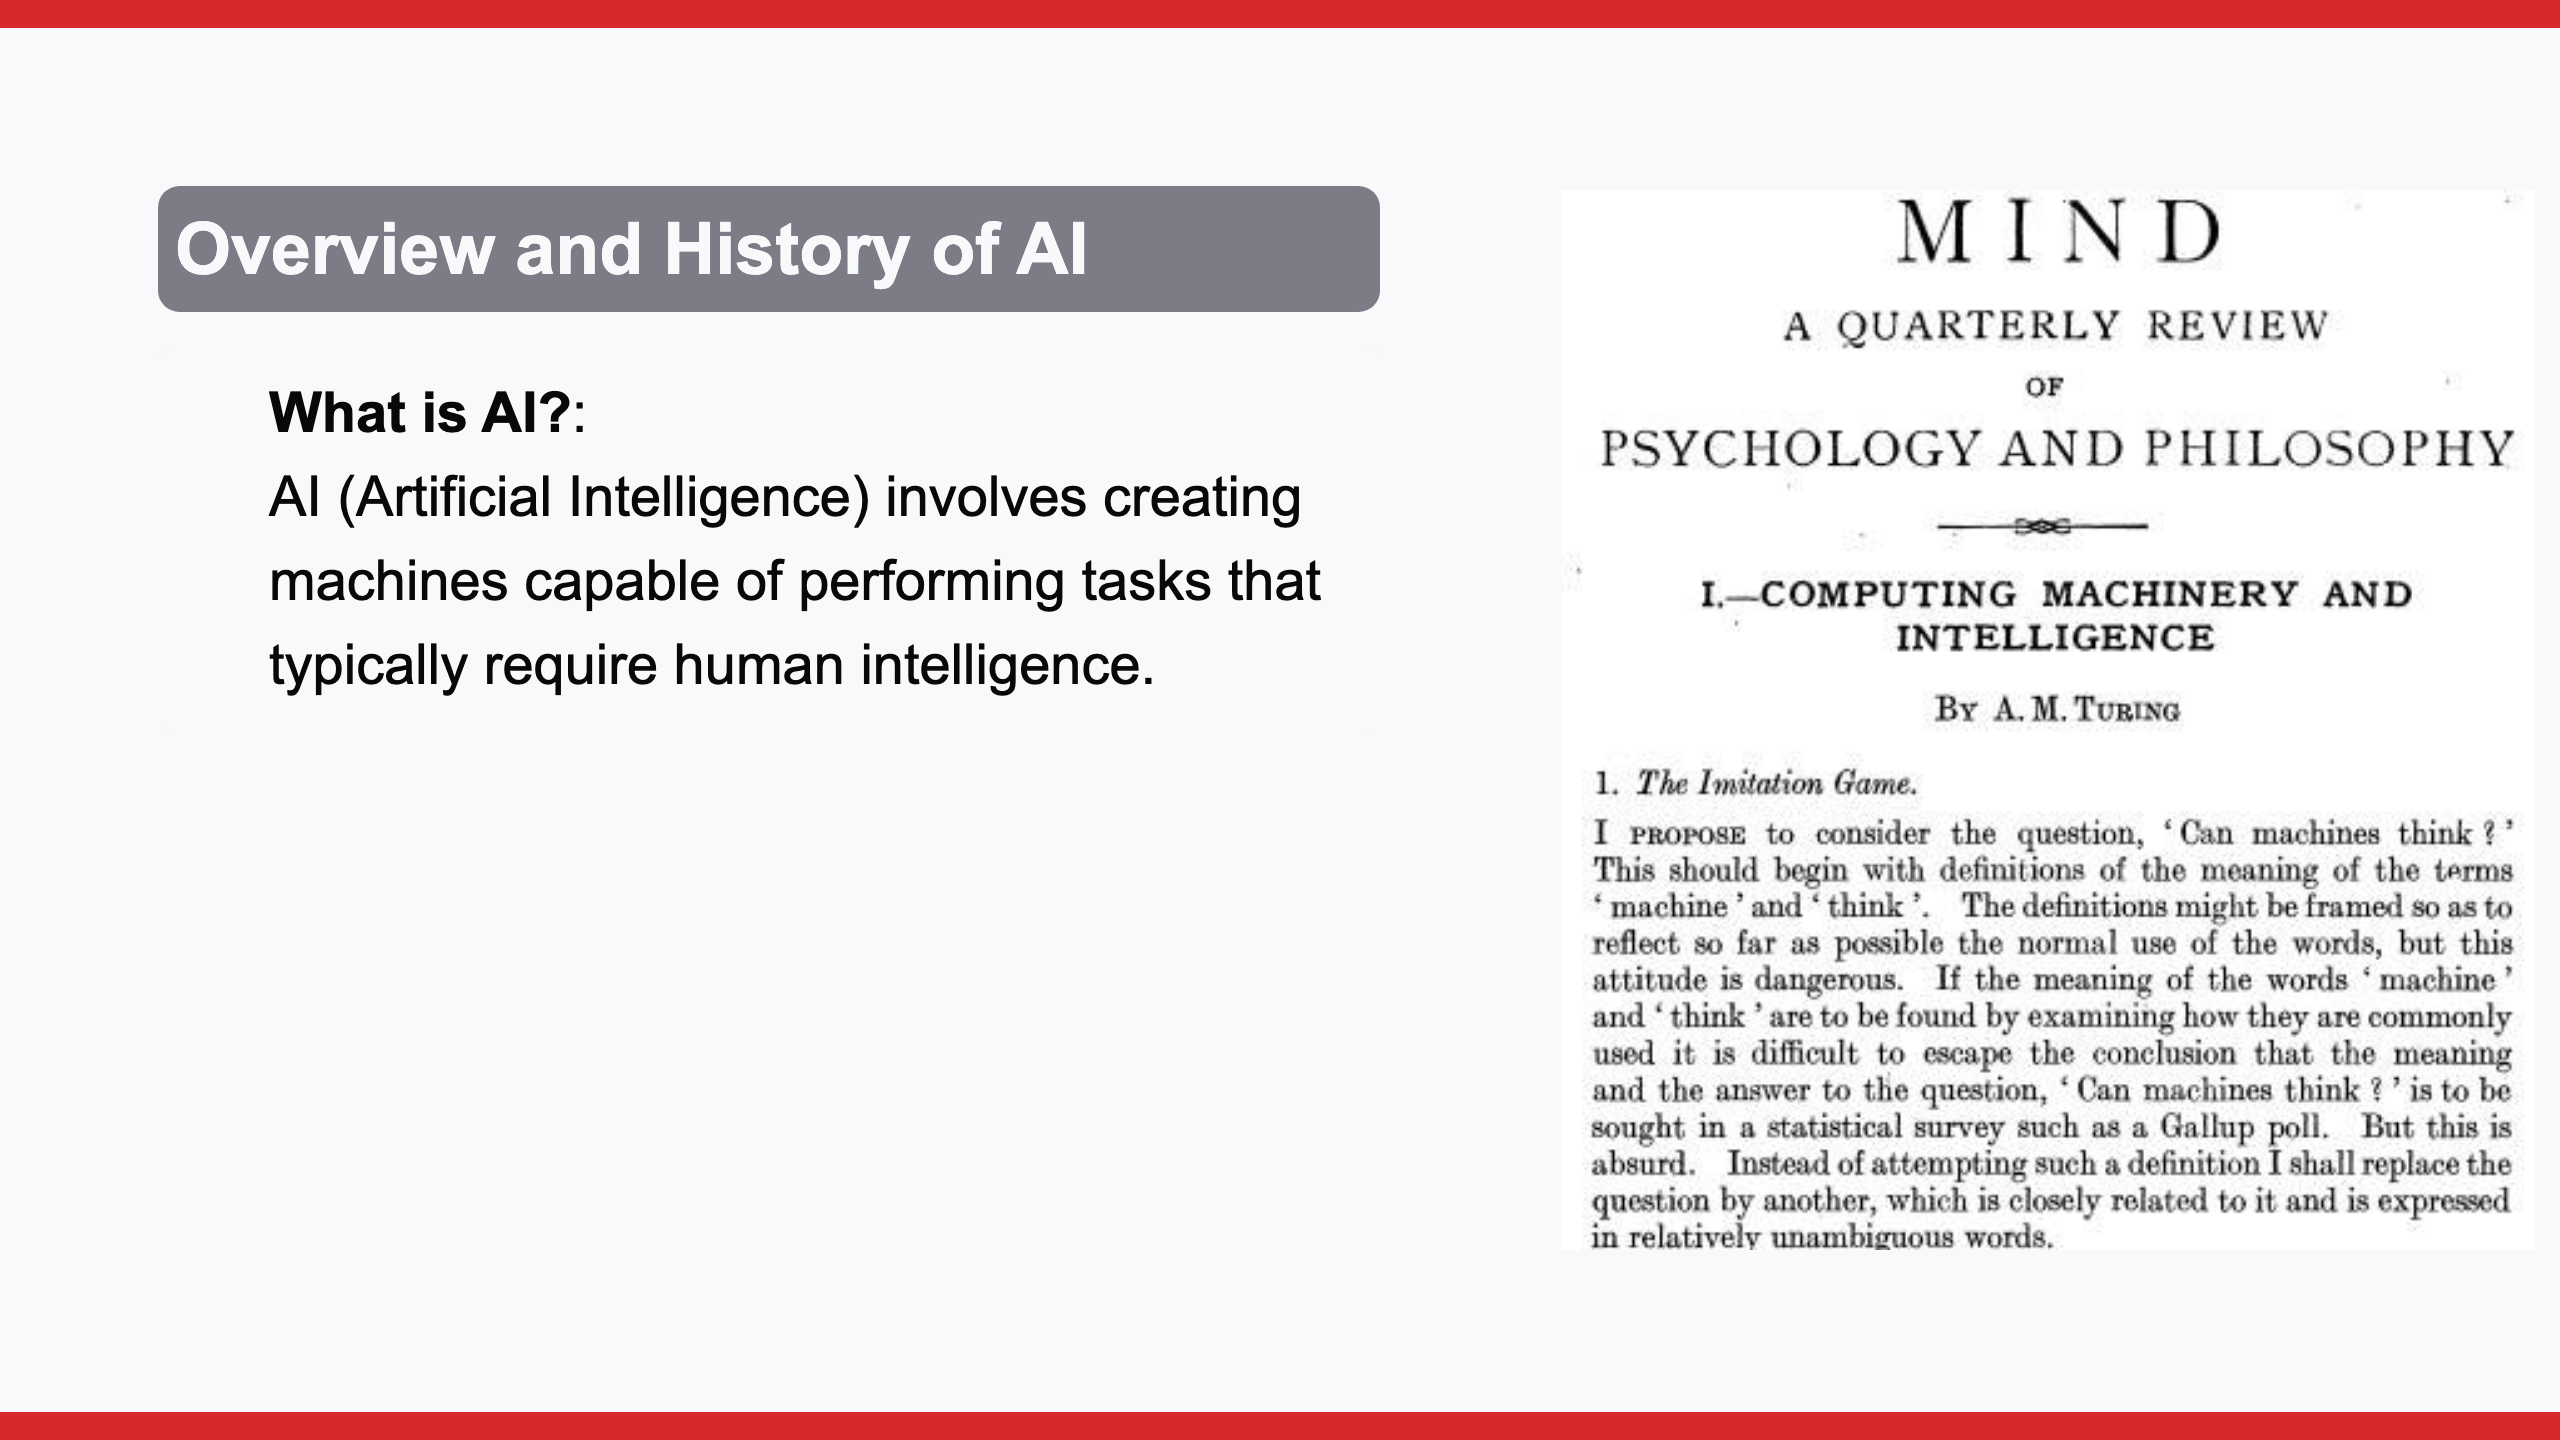 Overview and History of AI
What is AI?:
AI (Artificial Intelligence) involves creating
machines capable of performing tasks that
typically require human intelligence.
MIND
A QUARTERLY REVIEW
OF
PSYCHOLOGY AND PHILOSOPHY
I.—COMPUTING MACHINERY AND
INTELLIGENCE
By A. M. Turing
1. The Imitation Game.
I PROPOSE to consider the question, ‘Can machines think?’
This should begin with definitions of the meaning of the terms
‘machine’ and ‘think’. The definitions might be framed so as to
reflect so far as possible the normal use of the words, but this
attitude is dangerous. If the meaning of the words ‘machine’
and ‘think’ are to be found by examining how they are commonly
used it is difficult to escape the conclusion that the meaning
and the answer to the question, ‘Can machines think?’ is to be
sought in a statistical survey such as a Gallup poll. But this is
absurd. Instead of attempting such a definition I shall replace the
question by another, which is closely related to it and is expressed
in relatively unambiguous words.